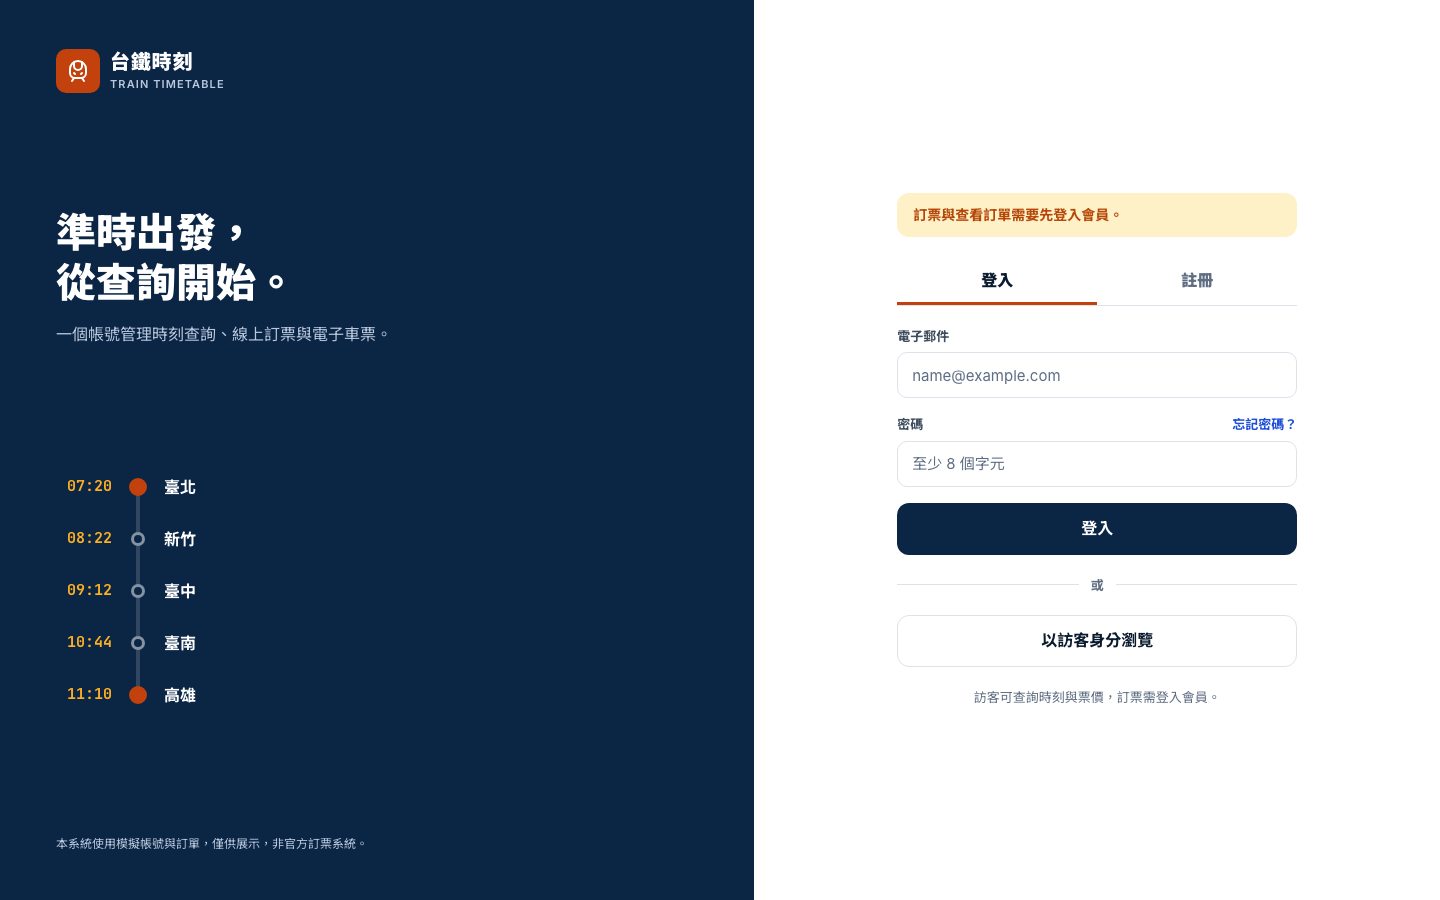 台鐵時刻
TRAIN TIMETABLE
準時出發，
從查詢開始。
一個帳號管理時刻查詢、線上訂票與電子車票。
07:20 臺北
08:22 新竹
09:12 臺中
10:44 臺南
11:10 高雄
本系統使用模擬帳號與訂單，僅供展示，非官方訂票系統。
訂票與查看訂單需要先登入會員。
登入 註冊
電子郵件
name@example.com
密碼 忘記密碼？
至少 8 個字元
登入
或
以訪客身分瀏覽
訪客可查詢時刻與票價，訂票需登入會員。